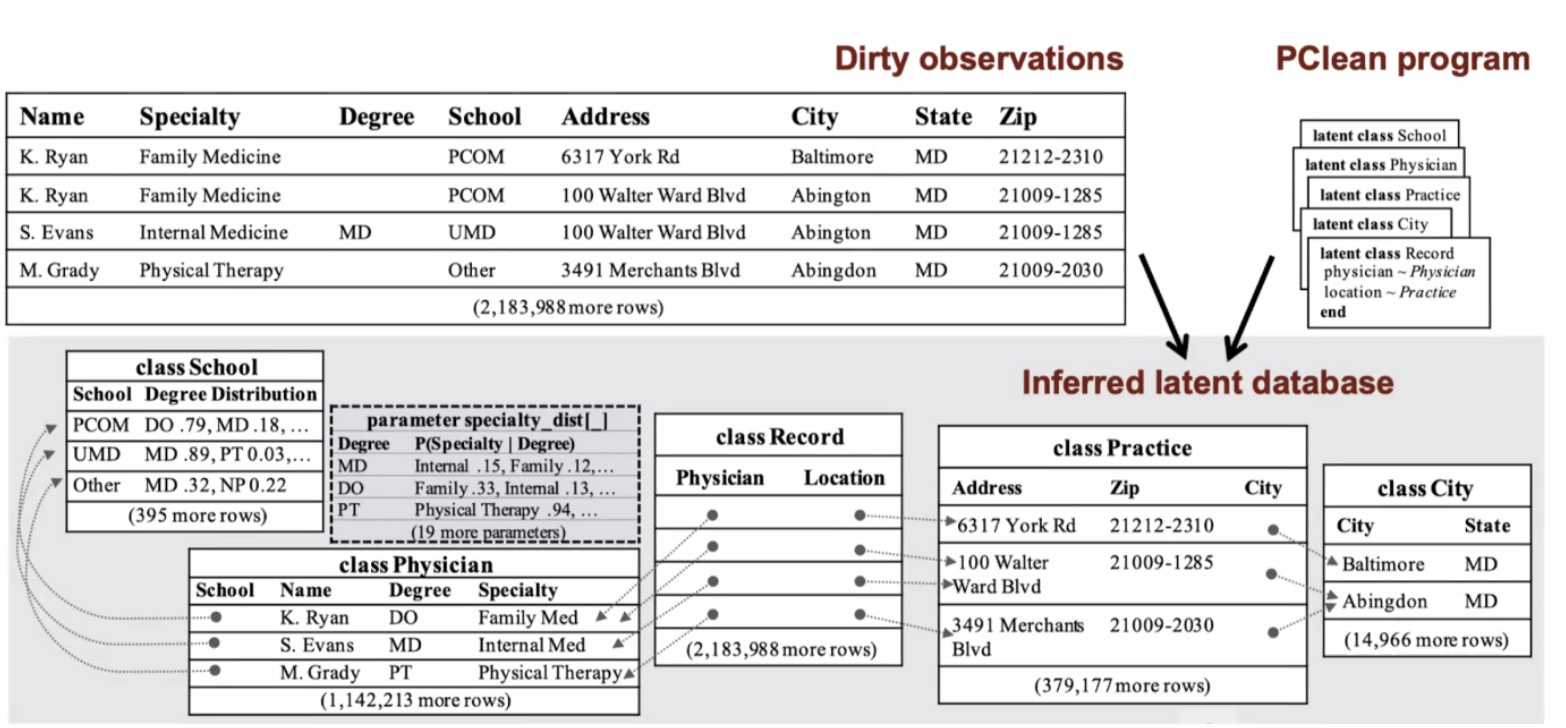 Dirty observations
PClean program
Name Specialty Degree School Address City State Zip
K. Ryan Family Medicine PCOM 6317 York Rd Baltimore MD 21212-2310
K. Ryan Family Medicine PCOM 100 Walter Ward Blvd Abington MD 21009-1285
S. Evans Internal Medicine MD UMD 100 Walter Ward Blvd Abington MD 21009-1285
M. Grady Physical Therapy Other 3491 Merchants Blvd Abingdon MD 21009-2030
(2,183,988 more rows)
latent class School
latent class Physician
latent class Practice
latent class City
latent class Record
physician ~ Physician
location ~ Practice
end
Inferred latent database
class School
School Degree Distribution
PCOM DO .79, MD .18, ...
UMD MD .89, PT 0.03,...
Other MD .32, NP 0.22
(395 more rows)
parameter specialty_dist[_]
Degree P(Specialty | Degree)
MD Internal .15, Family .12,...
DO Family .33, Internal .13, ...
PT Physical Therapy .94, ...
(19 more parameters)
class Physician
School Name Degree Specialty
K. Ryan DO Family Med
S. Evans MD Internal Med
M. Grady PT Physical Therapy
(1,142,213 more rows)
class Record
Physician Location
(2,183,988 more rows)
class Practice
Address Zip City
6317 York Rd 21212-2310
100 Walter 21009-1285
Ward Blvd
3491 Merchants 21009-2030
Blvd
(379,177 more rows)
class City
City State
Baltimore MD
Abingdon MD
(14,966 more rows)